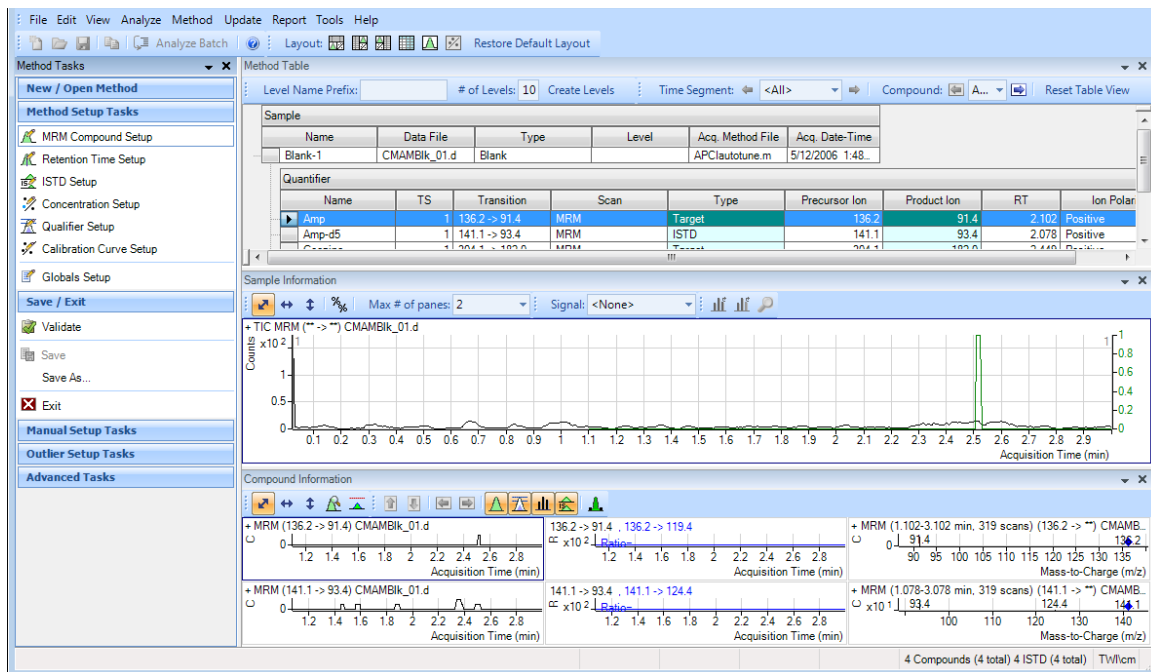 File Edit View Analyze Method Update Report Tools Help
Analyze Batch Layout: Restore Default Layout
Method Tasks
New / Open Method
Method Setup Tasks
MRM Compound Setup
Retention Time Setup
ISTD Setup
Concentration Setup
Qualifier Setup
Calibration Curve Setup
Globals Setup
Save / Exit
Validate
Save
Save As...
Exit
Manual Setup Tasks
Outlier Setup Tasks
Advanced Tasks
Method Table
Level Name Prefix: # of Levels: 10 Create Levels Time Segment: <All> Compound: A... Reset Table View
Sample
Name Data File Type Level Acq. Method File Acq. Date-Time
Blank-1 CMAMBlk_01.d Blank APCIautotune.m 5/12/2006 1:48...
Quantifier
Name TS Transition Scan Type Precursor Ion Product Ion RT Ion Polar
Amp 1 136.2 -> 91.4 MRM Target 136.2 91.4 2.102 Positive
Amp-d5 1 141.1 -> 93.4 MRM ISTD 141.1 93.4 2.078 Positive
Sample Information
Max # of panes: 2 Signal: <None>
+ TIC MRM (** -> **) CMAMBlk_01.d
Counts x10 2 1 1 1
0.8
1 0.6
0.5 0.4
0.2
0 0
0.1 0.2 0.3 0.4 0.5 0.6 0.7 0.8 0.9 1 1.1 1.2 1.3 1.4 1.5 1.6 1.7 1.8 1.9 2 2.1 2.2 2.3 2.4 2.5 2.6 2.7 2.8 2.9
Acquisition Time (min)
Compound Information
+ MRM (136.2 -> 91.4) CMAMBlk_01.d
C 0
1.2 1.4 1.6 1.8 2 2.2 2.4 2.6 2.8
Acquisition Time (min)
136.2 -> 91.4 , 136.2 -> 119.4
R x10 2 Ratio=
1.2 1.4 1.6 1.8 2 2.2 2.4 2.6 2.8
Acquisition Time (min)
+ MRM (1.102-3.102 min, 319 scans) (136.2 -> **) CMAMB...
C 0 91.4 136.2
90 95 100 105 110 115 120 125 130 135
Mass-to-Charge (m/z)
+ MRM (141.1 -> 93.4) CMAMBlk_01.d
C 0
1.2 1.4 1.6 1.8 2 2.2 2.4 2.6 2.8
Acquisition Time (min)
141.1 -> 93.4 , 141.1 -> 124.4
R x10 2 Ratio=
1.2 1.4 1.6 1.8 2 2.2 2.4 2.6 2.8
Acquisition Time (min)
+ MRM (1.078-3.078 min, 319 scans) (141.1 -> **) CMAMB...
C x10 1 93.4 124.4 141.1
100 110 120 130 140
Mass-to-Charge (m/z)
4 Compounds (4 total) 4 ISTD (4 total) TWI\cm